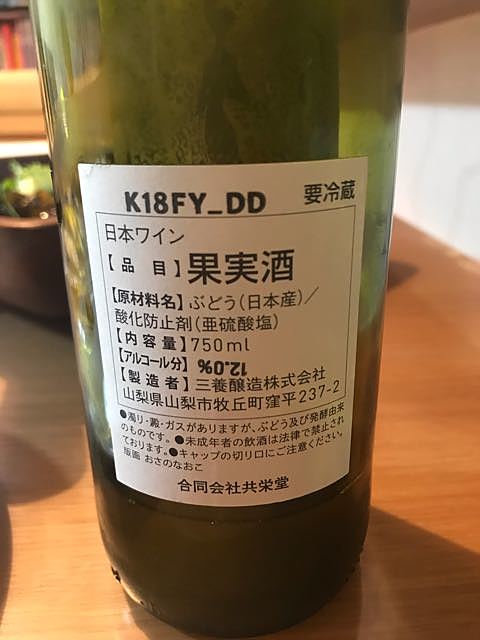 K18FY_DD 要冷蔵
日本ワイン
【品 目】果実酒
【原材料名】ぶどう(日本産)／
酸化防止剤(亜硫酸塩)
【内 容 量】750ml
【アルコール分】12.0%
【製 造 者】三養醸造株式会社
山梨県山梨市牧丘町窪平237-2
●濁り・澱・ガスがありますが、ぶどう及び発酵由来
のものです。●未成年者の飲酒は法律で禁止され
ております。●キャップの切り口にご注意ください。
版画 おさのなおこ
合同会社共栄堂